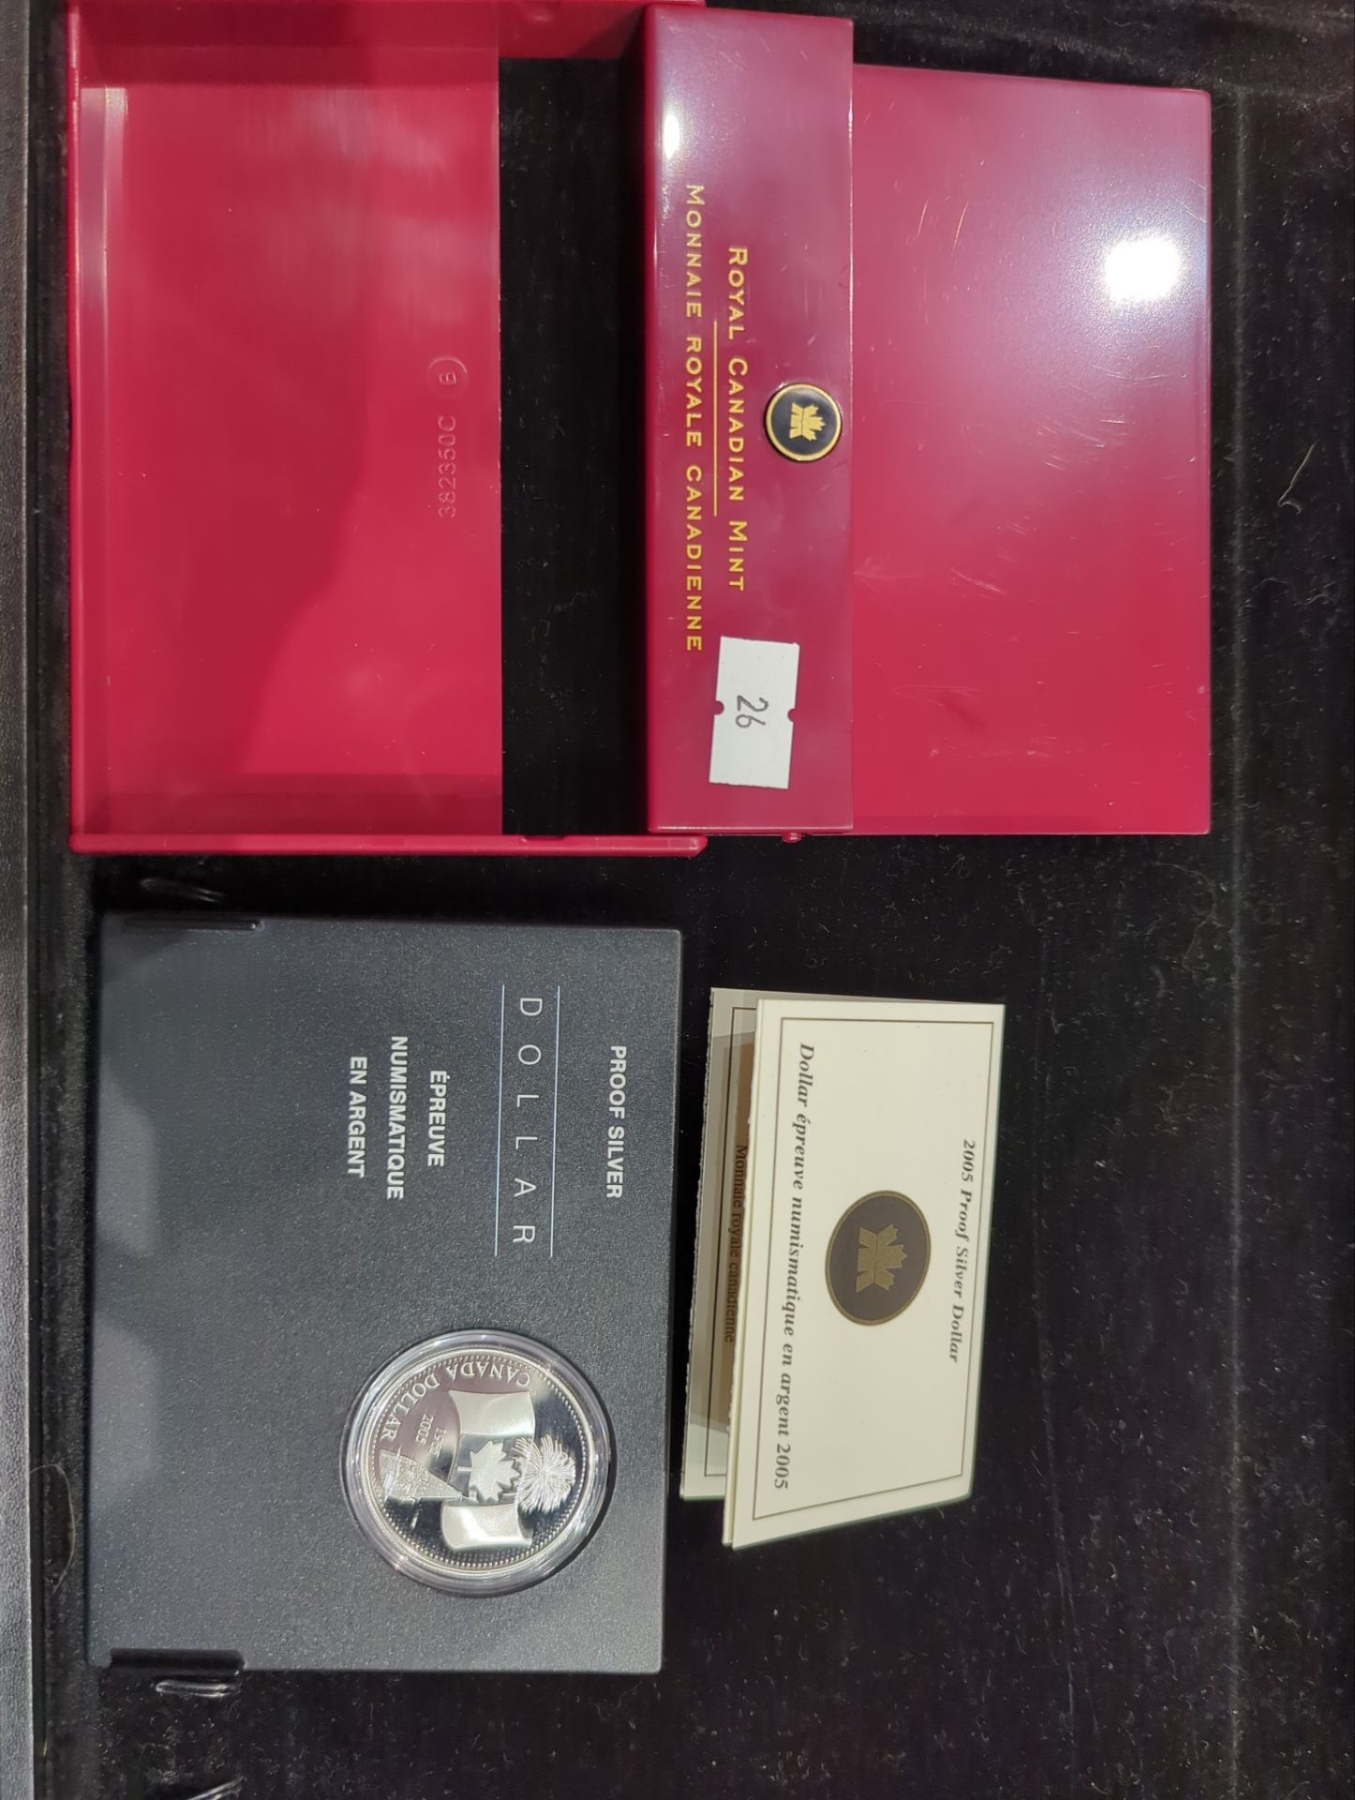 ROYAL CANADIAN MINT
MONNAIE ROYALE CANADIENNE
26
PROOF SILVER
DOLLAR
ÉPREUVE
NUMISMATIQUE
EN ARGENT
CANADA DOLLAR
2005
2005 Proof Silver Dollar
Dollar épreuve numismatique en argent 2005
Monnaie royale canadienne